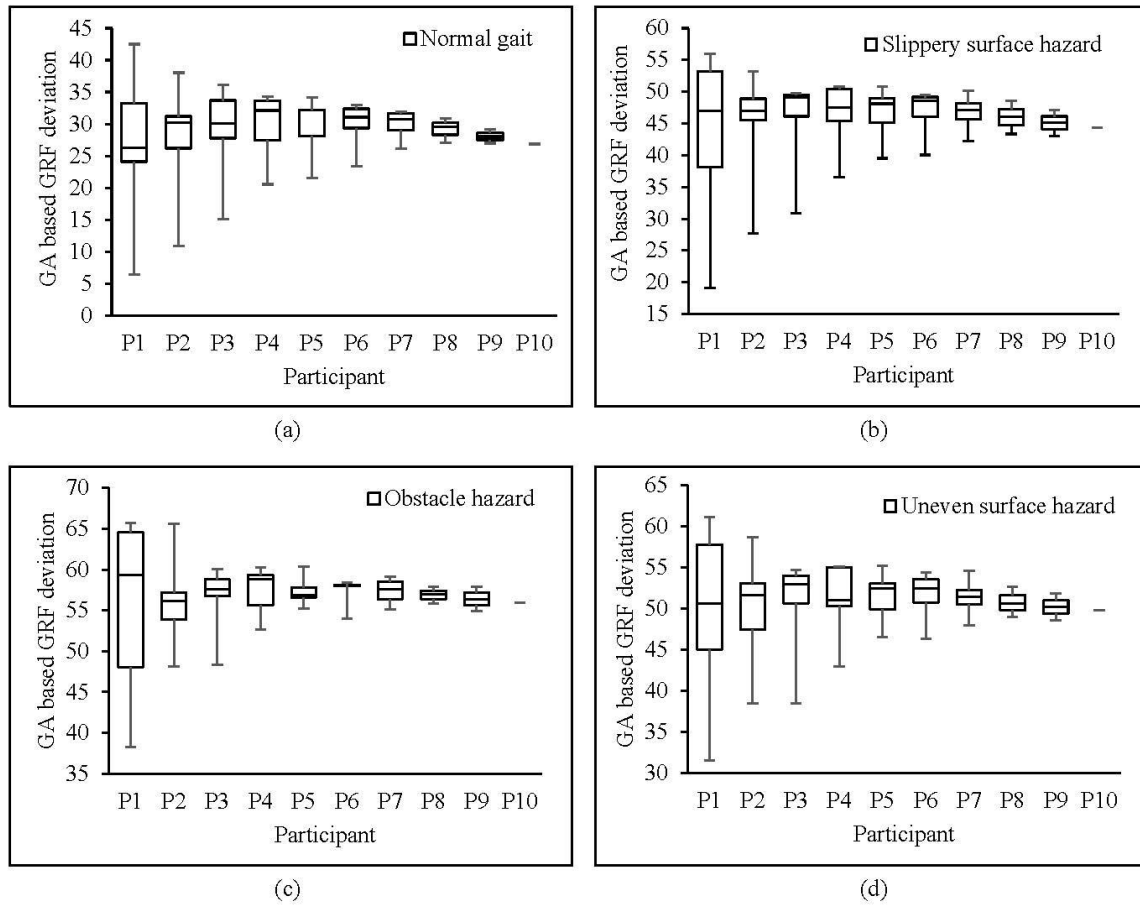 GA based GRF deviation
45
40
35
30
25
20
15
10
5
0
Normal gait
P1 P2 P3 P4 P5 P6 P7 P8 P9 P10
Participant
(a)
GA based GRF deviation
60
55
50
45
40
35
30
25
20
15
Slippery surface hazard
P1 P2 P3 P4 P5 P6 P7 P8 P9 P10
Participant
(b)
GA based GRF deviation
70
65
60
55
50
45
40
35
Obstacle hazard
P1 P2 P3 P4 P5 P6 P7 P8 P9 P10
Participant
(c)
GA based GRF deviation
65
60
55
50
45
40
35
30
Uneven surface hazard
P1 P2 P3 P4 P5 P6 P7 P8 P9 P10
Participant
(d)